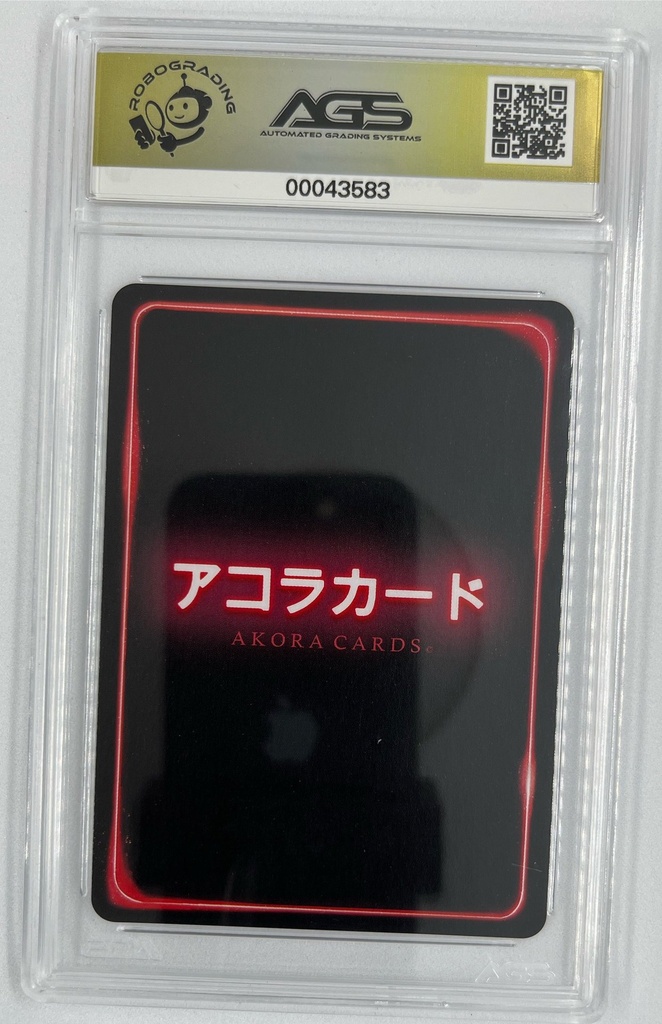 ROBOGRADING
AGS
AUTOMATED GRADING SYSTEMS
00043583
アコラカード
AKORA CARDS